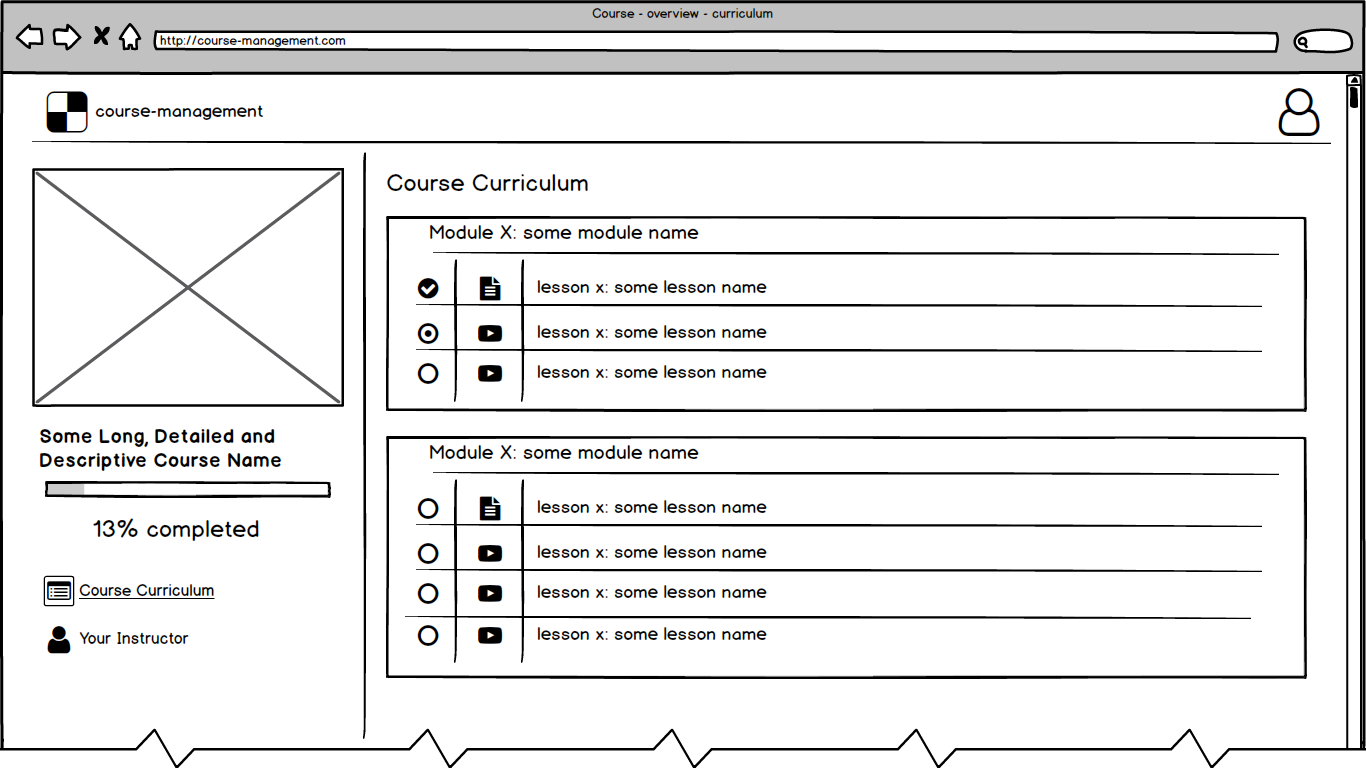 Course - overview - curriculum
http://course-management.com
course-management
Some Long, Detailed and
Descriptive Course Name
13% completed
Course Curriculum
Your Instructor
Course Curriculum
Module X: some module name
lesson x: some lesson name
lesson x: some lesson name
lesson x: some lesson name
Module X: some module name
lesson x: some lesson name
lesson x: some lesson name
lesson x: some lesson name
lesson x: some lesson name